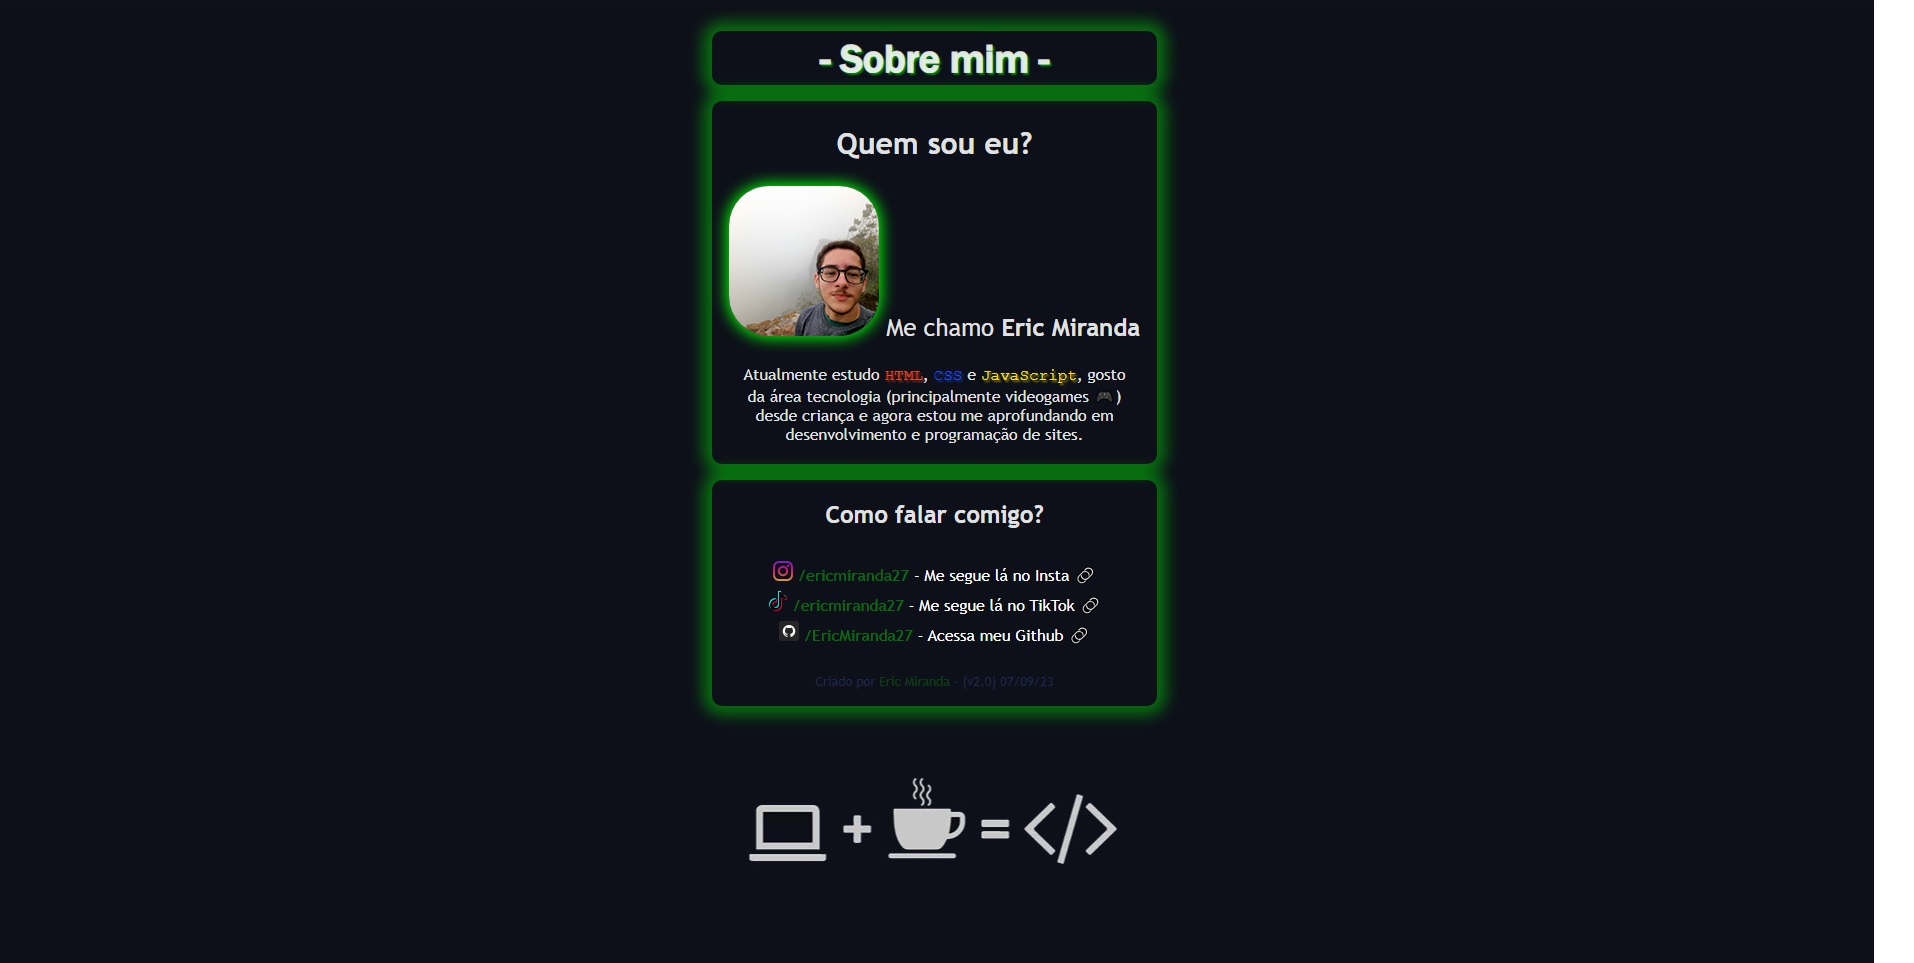 - Sobre mim -
Quem sou eu?
Me chamo Eric Miranda
Atualmente estudo HTML, CSS e JavaScript, gosto
da área tecnologia (principalmente videogames 🎮)
desde criança e agora estou me aprofundando em
desenvolvimento e programação de sites.
Como falar comigo?
/ericmiranda27 - Me segue lá no Insta
/ericmiranda27 - Me segue lá no TikTok
/EricMiranda27 - Acessa meu Github
Criado por Eric Miranda - (v2.0) 07/09/23
+ = </>